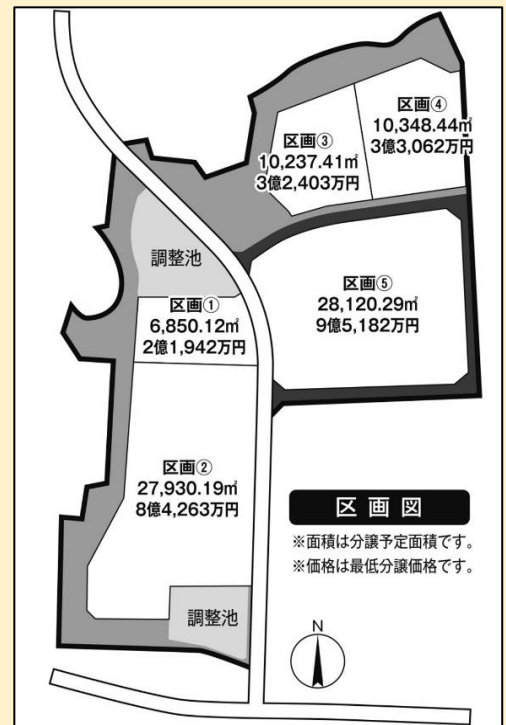 区画④
10,348.44㎡
3億3,062万円
区画③
10,237.41㎡
3億2,403万円
調整池
区画⑤
28,120.29㎡
9億5,182万円
区画①
6,850.12㎡
2億1,942万円
区画②
27,930.19㎡
8億4,263万円
区画図
※面積は分譲予定面積です。
※価格は最低分譲価格です。
調整池
N